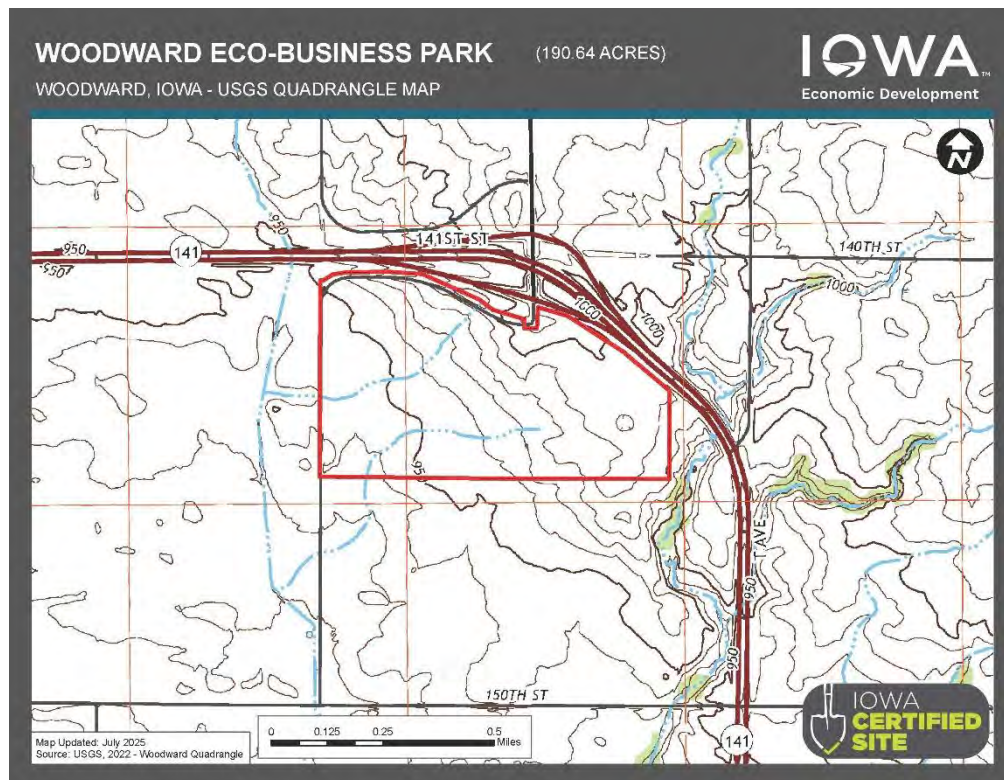 WOODWARD ECO-BUSINESS PARK (190.64 ACRES)
WOODWARD, IOWA - USGS QUADRANGLE MAP
IOWA™
Economic Development
N
950
141ST ST
140TH ST
950
141
950
1000
1000
1000
950
T AVE
950
950
150TH ST
141
0 0.125 0.25 0.5
Miles
Map Updated: July 2025
Source: USGS, 2022 - Woodward Quadrangle
IOWA
CERTIFIED
SITE